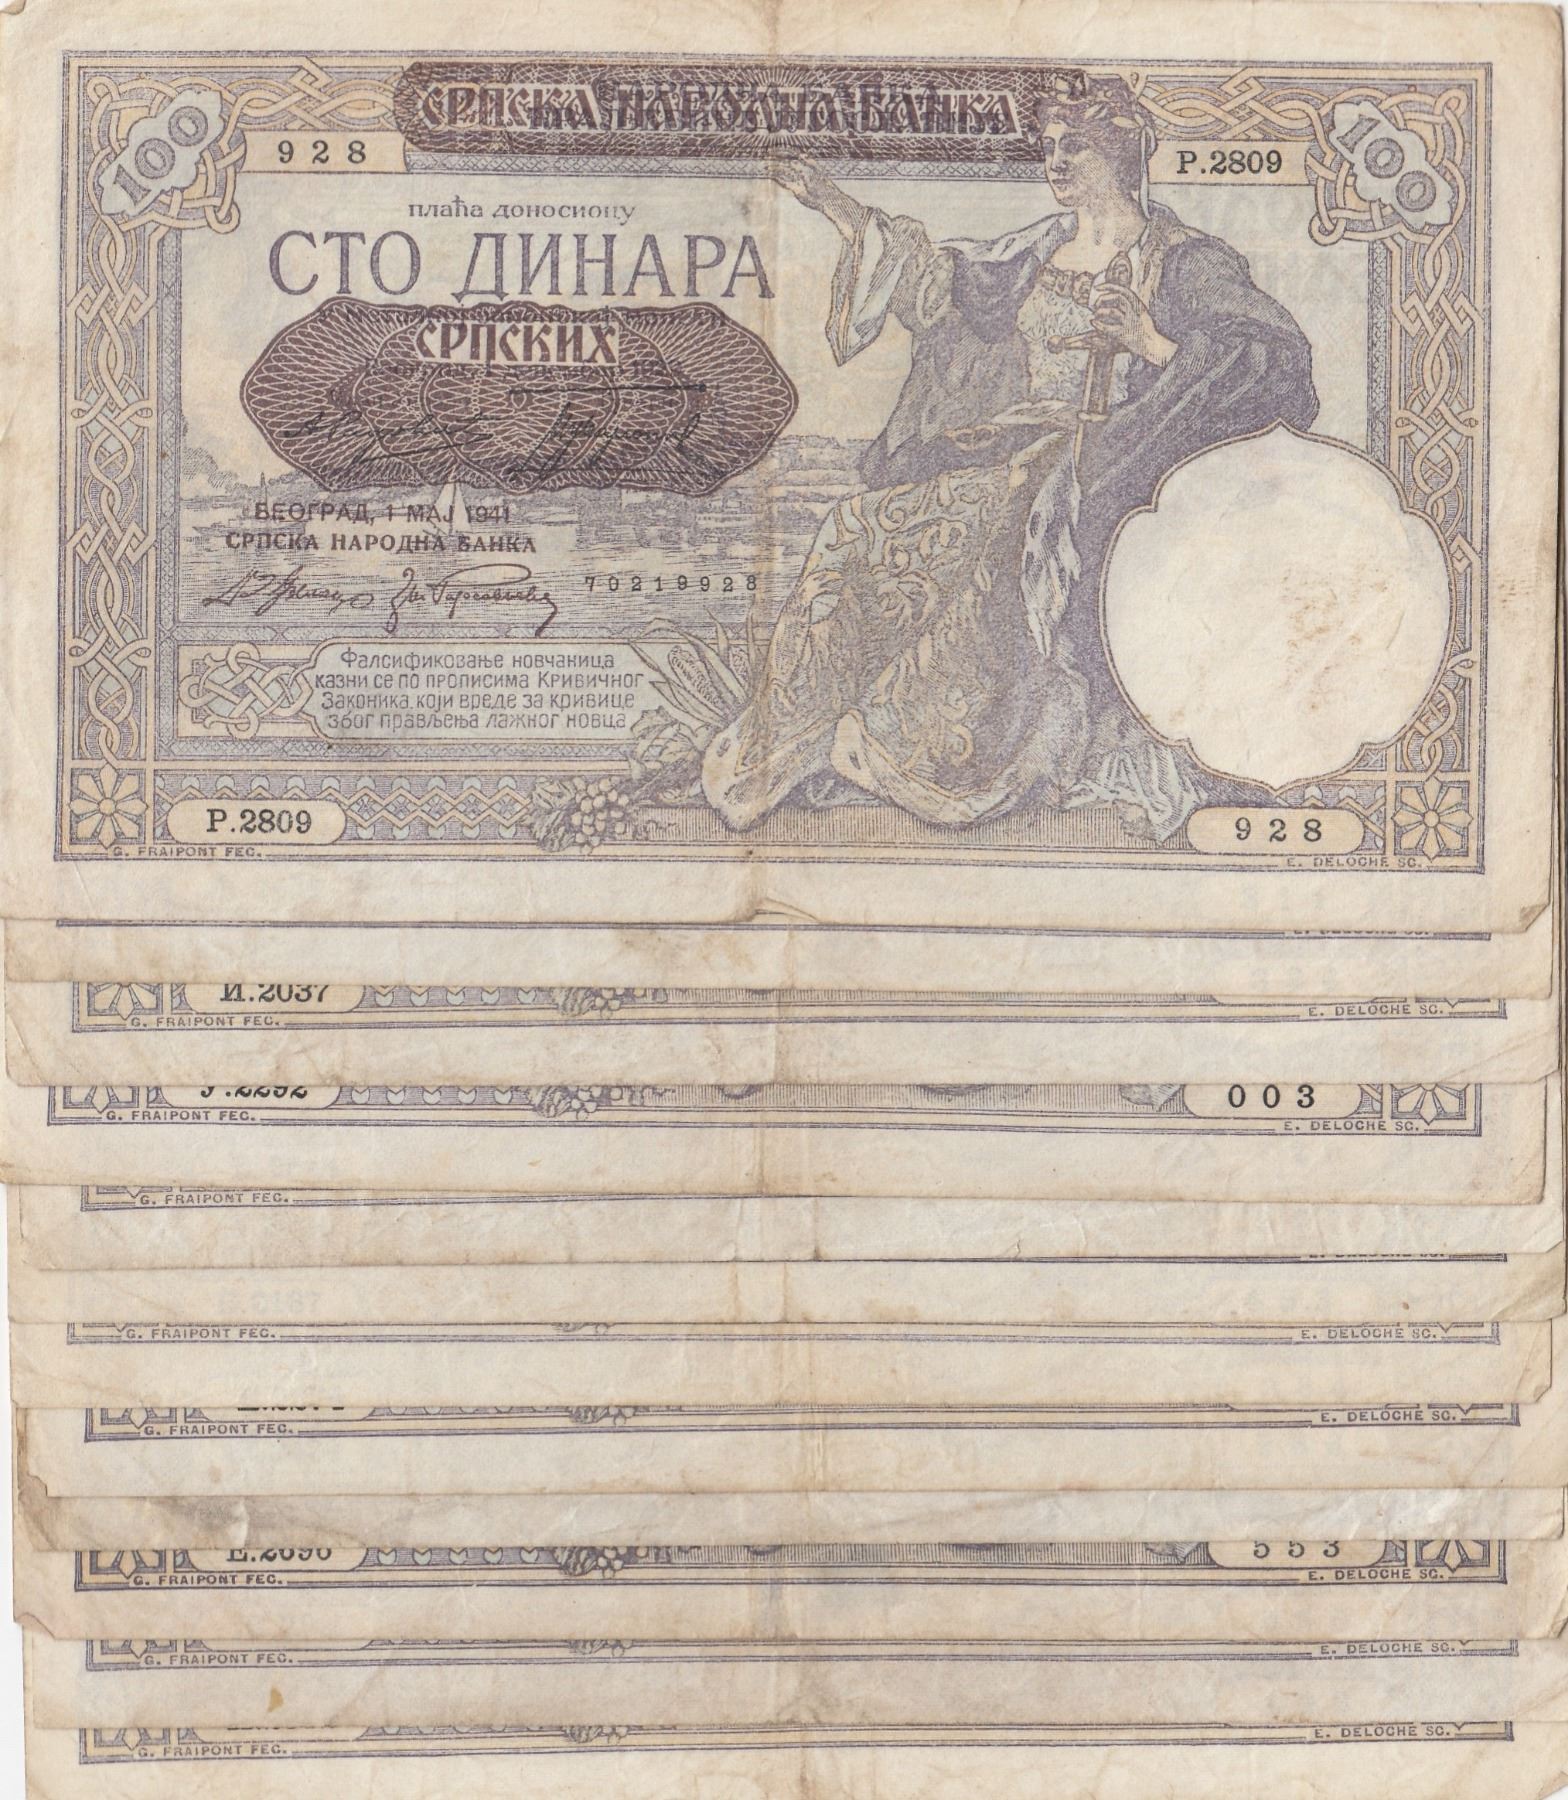 СРПСКА НАРОДНА БАНКА
100
928
P.2809
100
плаћа доносиоцу
СТО ДИНАРА
СРПСКИХ
БЕОГРАД, 1 МАЈ 1941
СРПСКА НАРОДНА БАНКА
70219928
Фалсификовање новчаница
казни се по прописима Кривичног
Законика, који вреде за кривице
због прављења лажног новца
P.2809
928
G. FRAIPONT FEC.
E. DELOCHE SC.
И.2037
G. FRAIPONT FEC.
E. DELOCHE SC.
У.2292
003
G. FRAIPONT FEC.
E. DELOCHE SC.
G. FRAIPONT FEC.
G. FRAIPONT FEC.
E. DELOCHE SC.
G. FRAIPONT FEC.
E. DELOCHE SC.
553
G. FRAIPONT FEC.
E. DELOCHE SC.
G. FRAIPONT FEC.
E. DELOCHE SC.
G. FRAIPONT FEC.
E. DELOCHE SC.